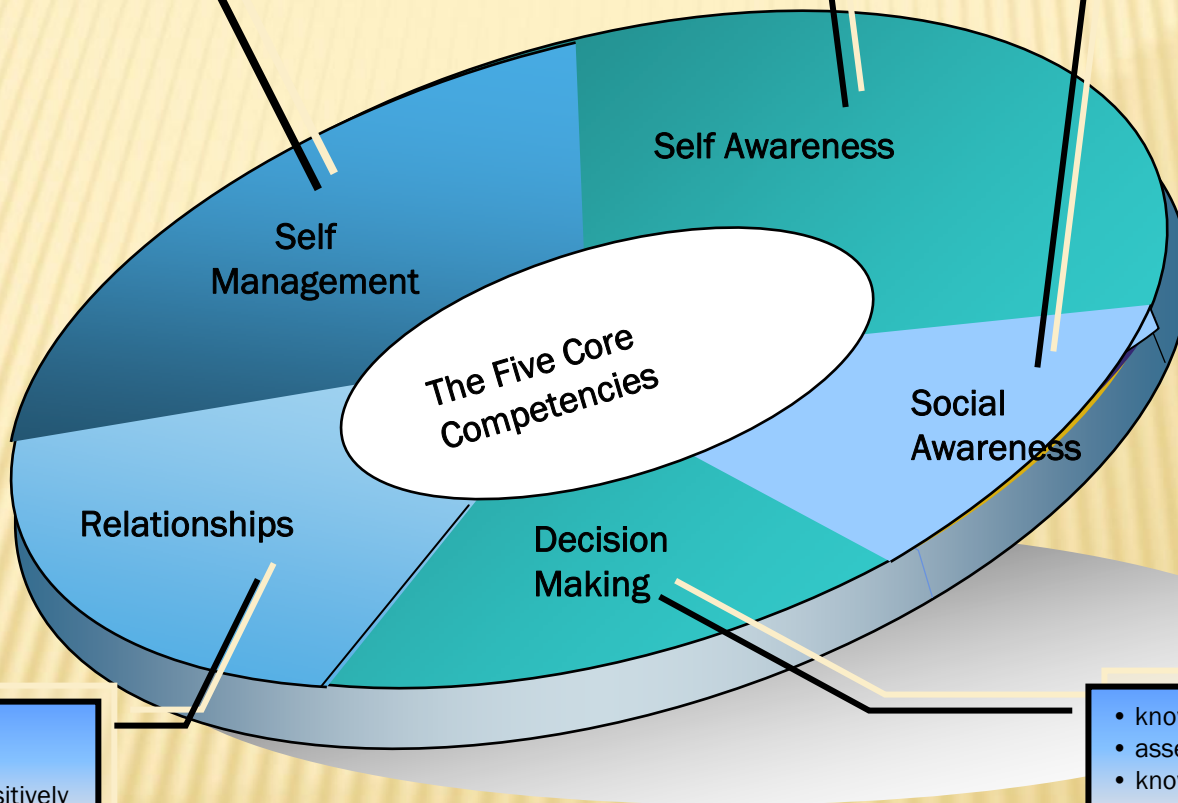 Self Awareness
Self
Management
The Five Core
Competencies
Social
Awareness
Relationships
Decision
Making
•
•
•